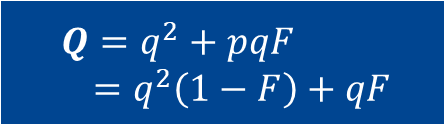 Q = q² + pqF
= q²(1 − F) + qF